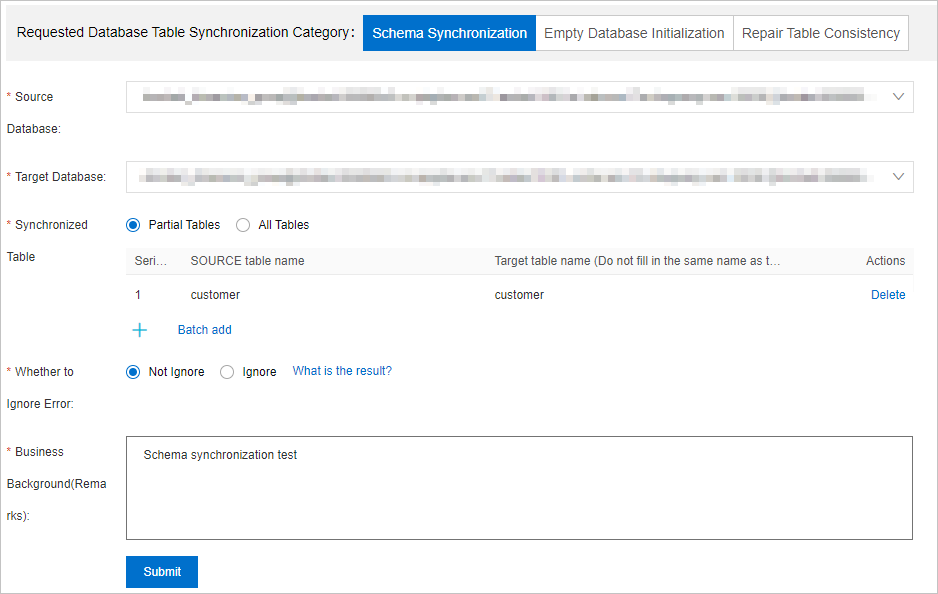 Requested Database Table Synchronization Category: Schema Synchronization Empty Database Initialization Repair Table Consistency
* Source
Database:
* Target Database:
* Synchronized Partial Tables All Tables
Table
Seri... SOURCE table name Target table name (Do not fill in the same name as t... Actions
1 customer customer Delete
+ Batch add
* Whether to Not Ignore Ignore What is the result?
Ignore Error:
* Business Schema synchronization test
Background(Rema
rks):
Submit